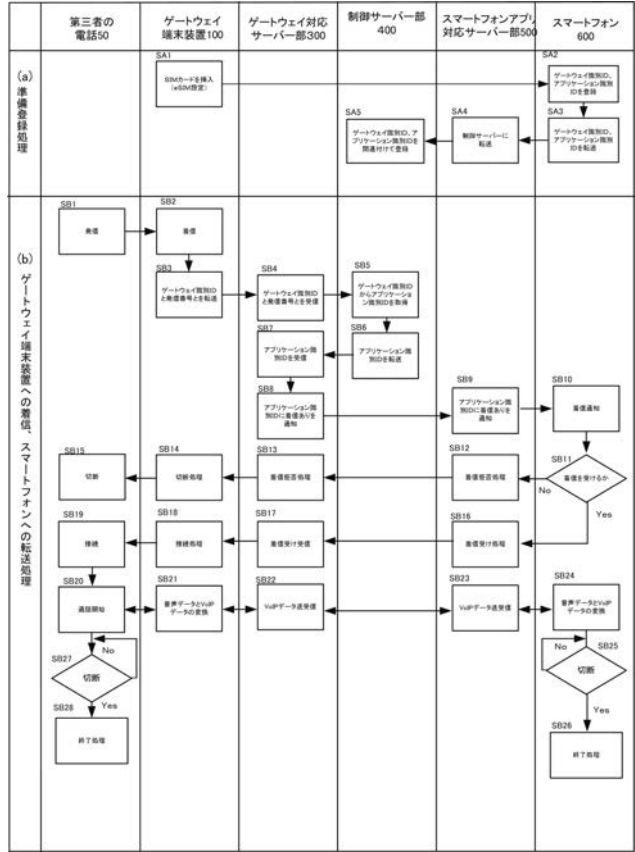 第三者の
電話50
ゲートウェイ
端末装置100
ゲートウェイ対応
サーバー部300
制御サーバー部
400
スマートフォンアプリ
対応サーバー部500
スマートフォン
600
(a)
準備登録処理
SA1
SIMカードを挿入
(eSIM設定)
SA2
ゲートウェイ識別ID、
アプリケーション識別
IDを登録
SA3
ゲートウェイ識別ID、
アプリケーション識別
IDを転送
SA4
制御サーバーに
転送
SA5
ゲートウェイ識別ID、ア
プリケーション識別IDを
関連付けて登録
(b)
ゲートウェイ端末装置への着信、スマートフォンへの転送処理
SB1
発信
SB2
着信
SB3
ゲートウェイ識別ID
と発信番号とを転送
SB4
ゲートウェイ識別ID
と発信番号とを受信
SB5
ゲートウェイ識別ID
からアプリケーション
識別IDを取得
SB6
アプリケーション識
別IDを転送
SB7
アプリケーション識
別IDを受信
SB8
アプリケーション識
別IDに着信ありを
通知
SB9
アプリケーション識
別IDに着信ありを
通知
SB10
着信通知
SB11
着信を受けるか
No
Yes
SB12
着信拒否処理
SB13
着信拒否処理
SB14
切断処理
SB15
切断
SB16
着信受け処理
SB17
着信受け受信
SB18
接続処理
SB19
接続
SB20
通話開始
SB21
音声データとVoIP
データの変換
SB22
VoIPデータ送受信
SB23
VoIPデータ送受信
SB24
音声データとVoIP
データの変換
SB25
No
切断
Yes
SB26
終了処理
SB27
No
切断
Yes
SB28
終了処理